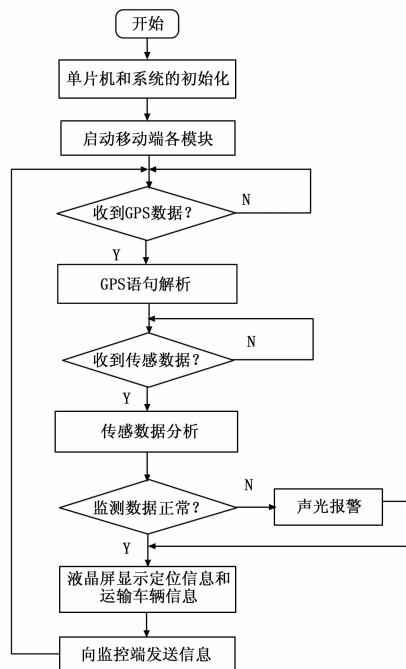 开始
单片机和系统的初始化
启动移动端各模块
收到GPS数据?
N
Y
GPS语句解析
收到传感数据?
N
Y
传感数据分析
监测数据正常?
N
声光报警
Y
液晶屏显示定位信息和
运输车辆信息
向监控端发送信息